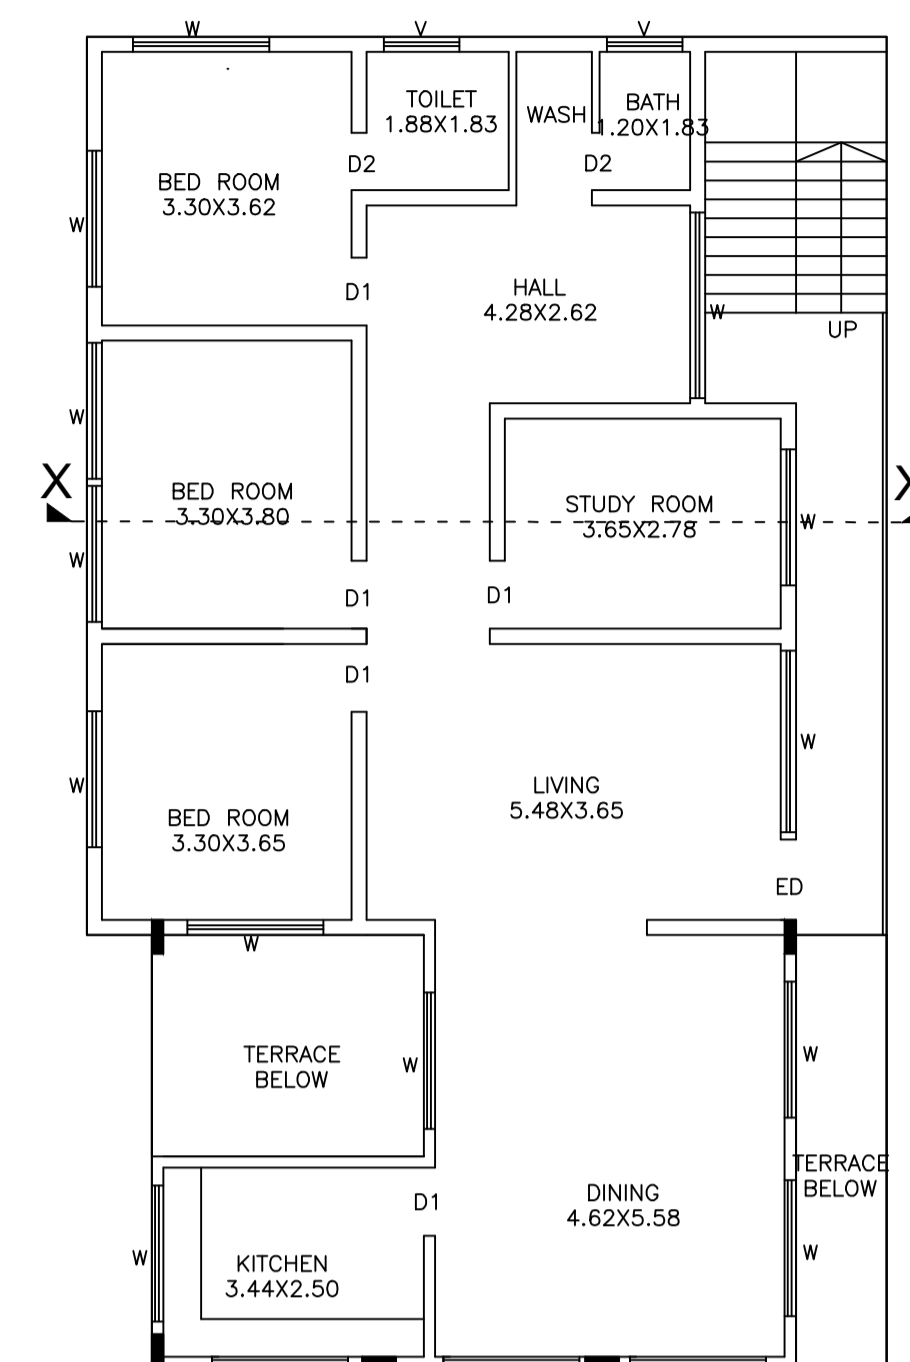 W
V
V
TOILET
1.88X1.83
WASH
BATH
1.20X1.83
D2
D2
BED ROOM
3.30X3.62
W
D1
HALL
4.28X2.62
W
UP
W
X
X
BED ROOM
3.30X3.80
STUDY ROOM
3.65X2.78
W
W
D1
D1
D1
W
W
LIVING
5.48X3.65
BED ROOM
3.30X3.65
ED
W
TERRACE
BELOW
W
W
TERRACE
BELOW
DINING
4.62X5.58
D1
W
W
KITCHEN
3.44X2.50